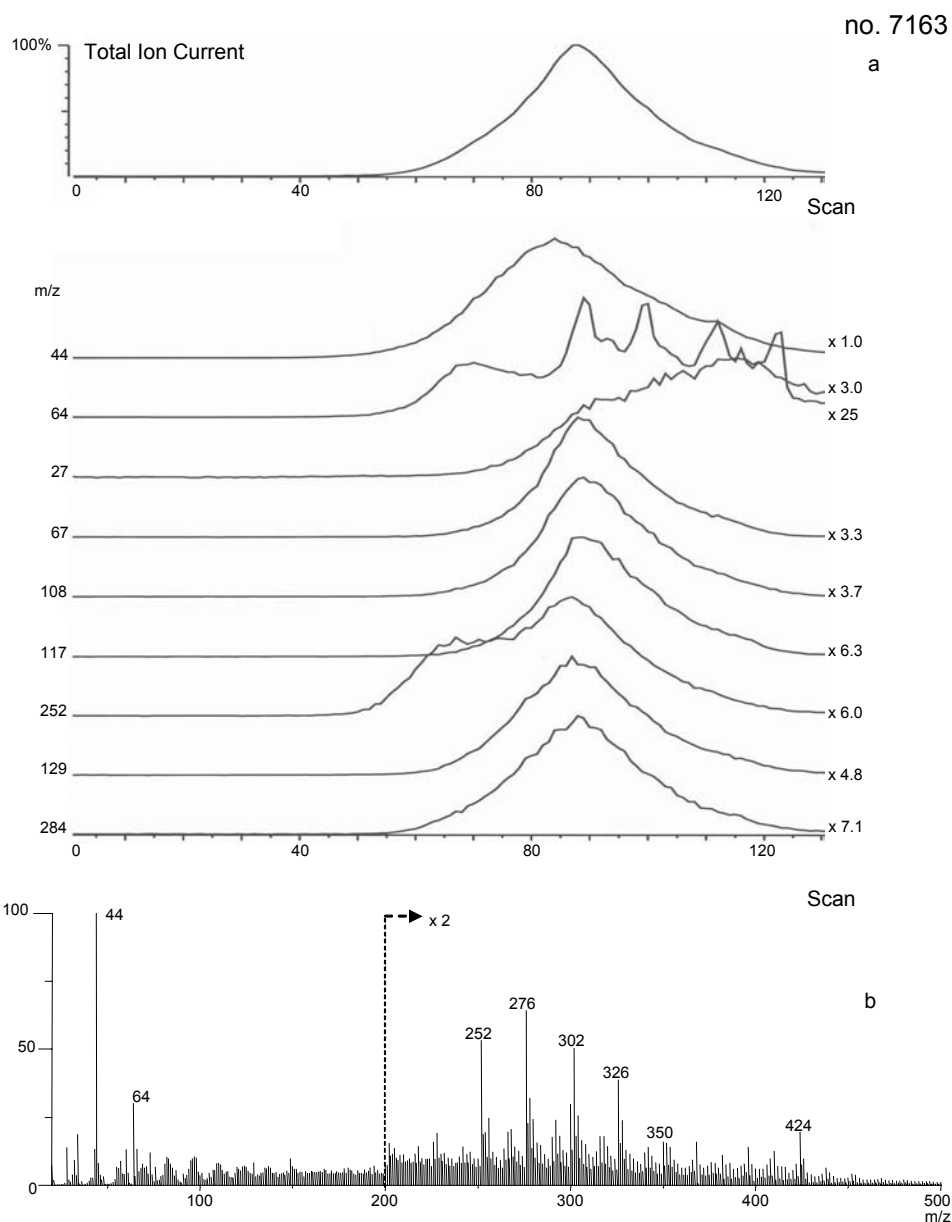 no. 7163
100% Total Ion Current a
0 40 80 120
Scan
m/z
44 x 1.0
64 x 3.0
x 25
27
67 x 3.3
108 x 3.7
117 x 6.3
252 x 6.0
129 x 4.8
284 x 7.1
0 40 80 120
Scan
100 44 x 2
b
276
252
50 302
326
64
350 424
0 100 200 300 400 500
m/z